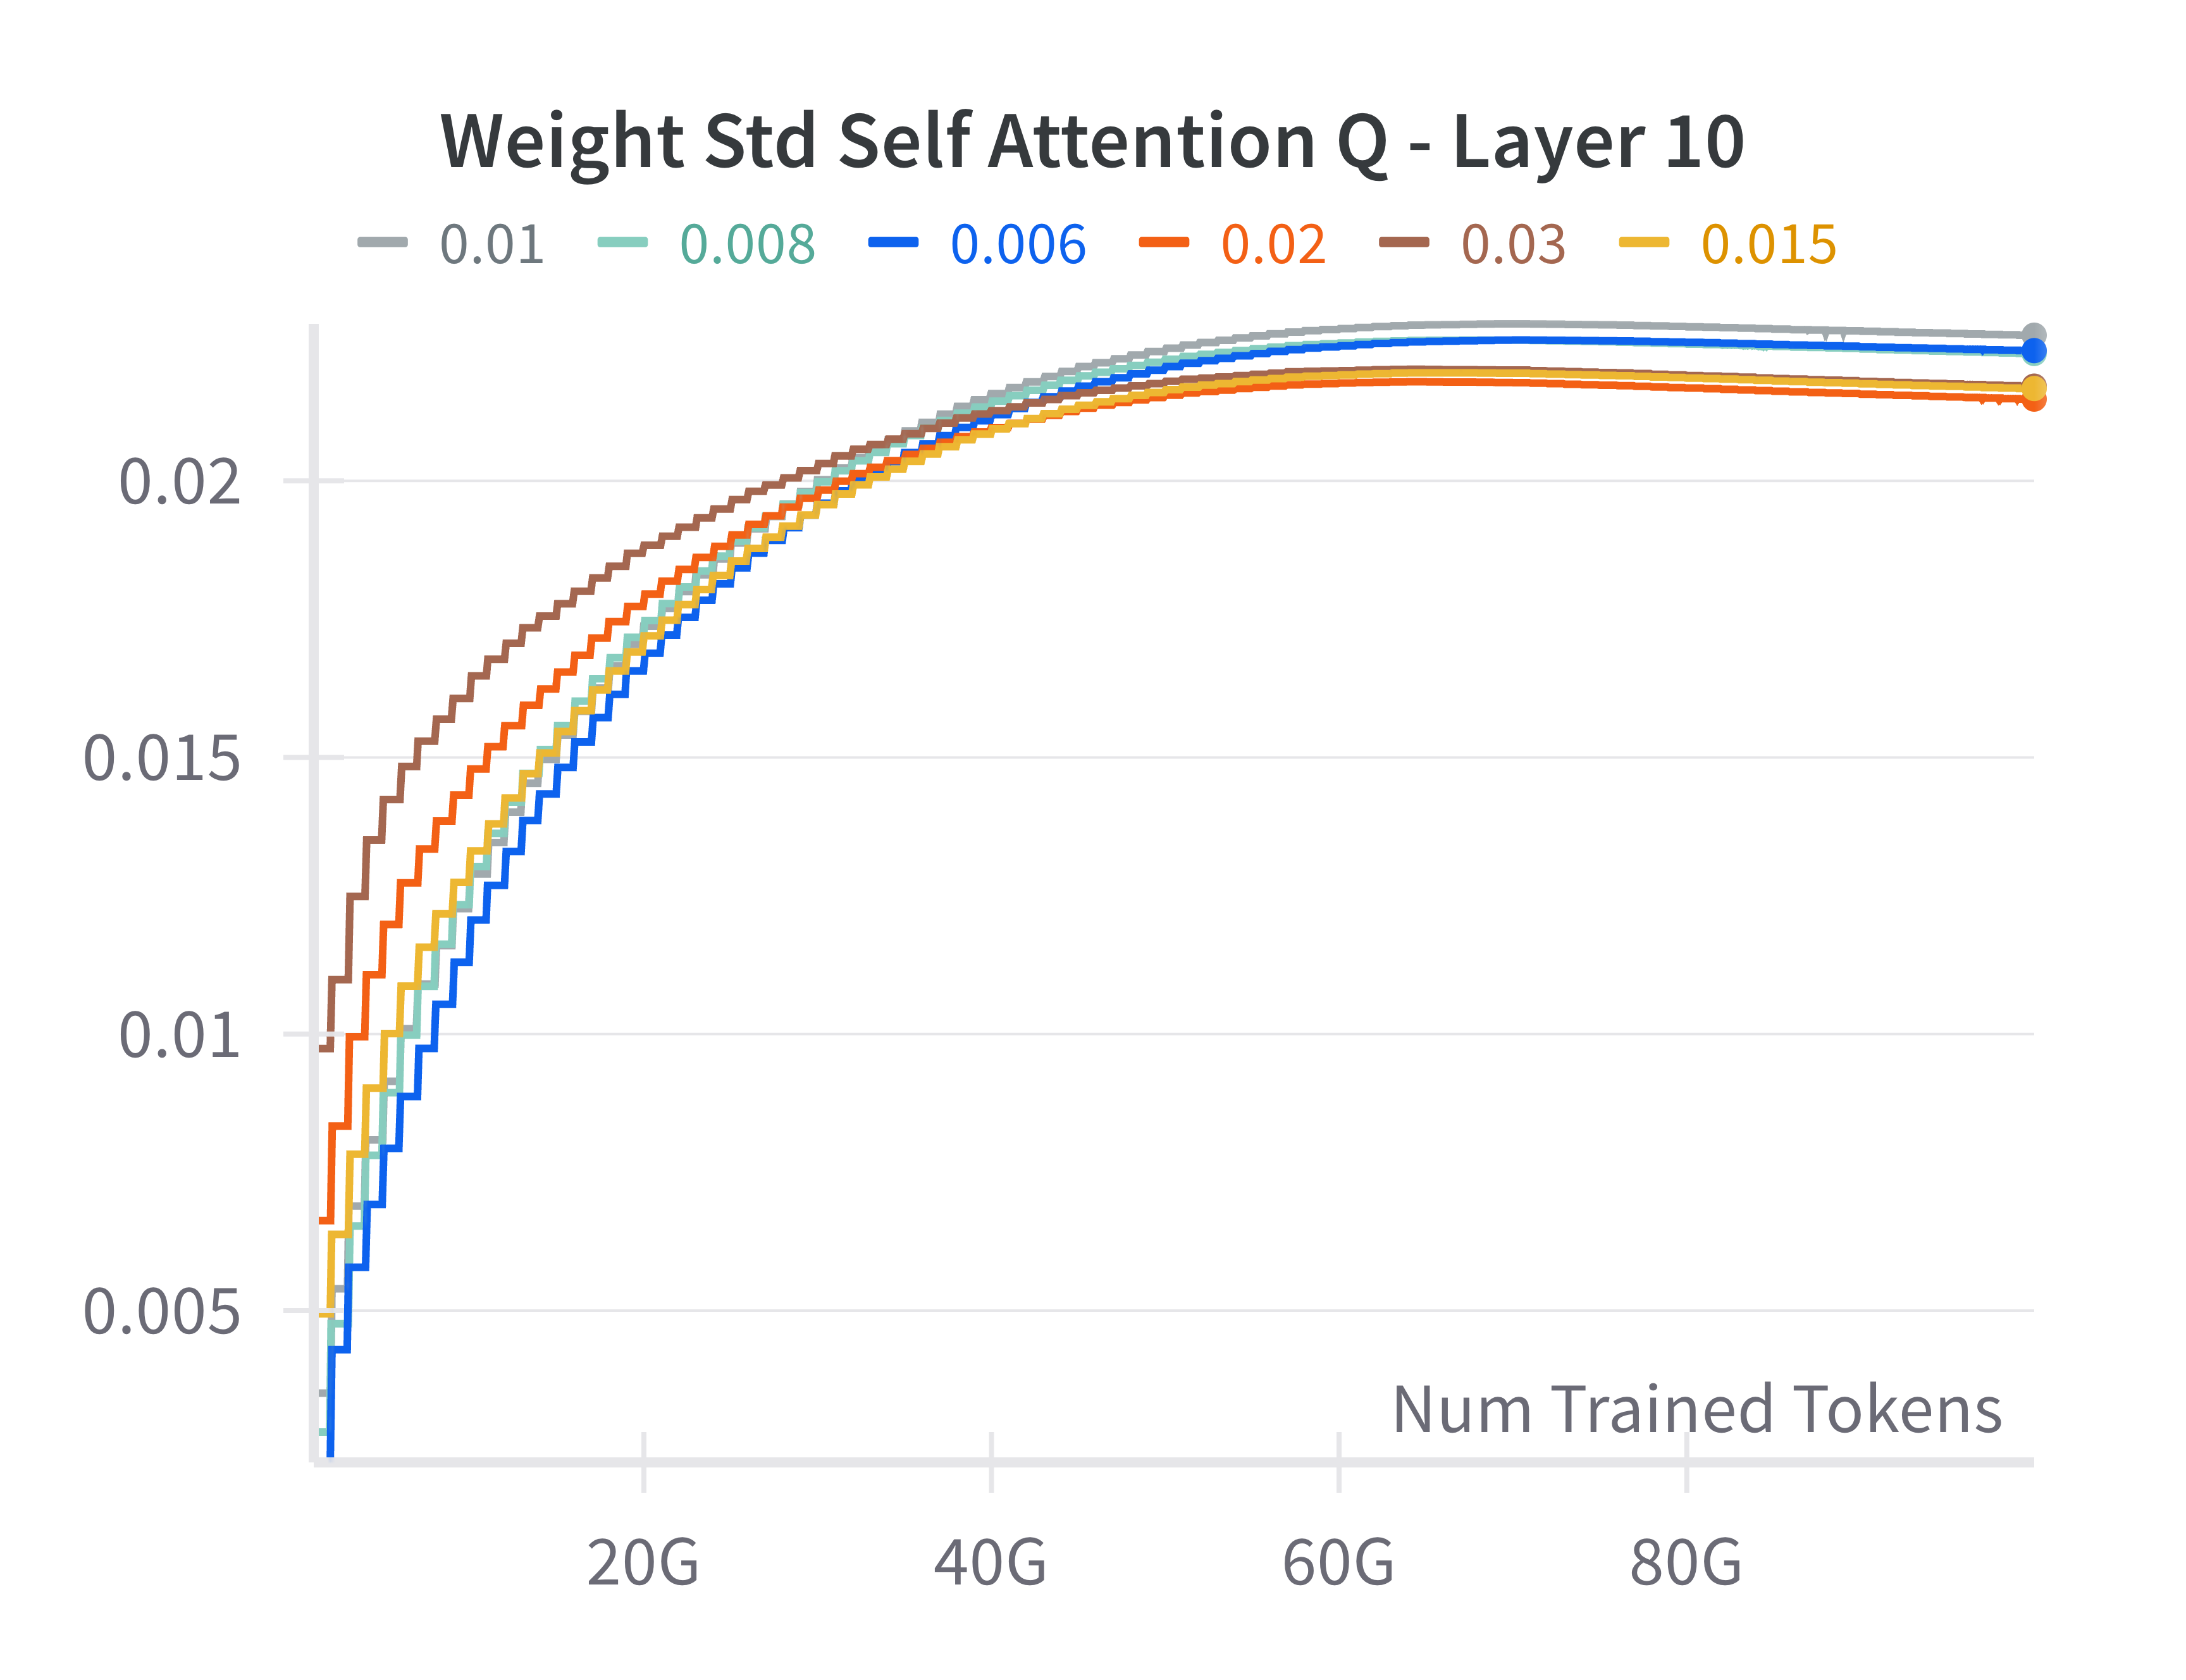 Weight Std Self Attention Q - Layer 10
0.01 0.008 0.006 0.02 0.03 0.015
0.02
0.015
0.01
0.005
Num Trained Tokens
20G 40G 60G 80G